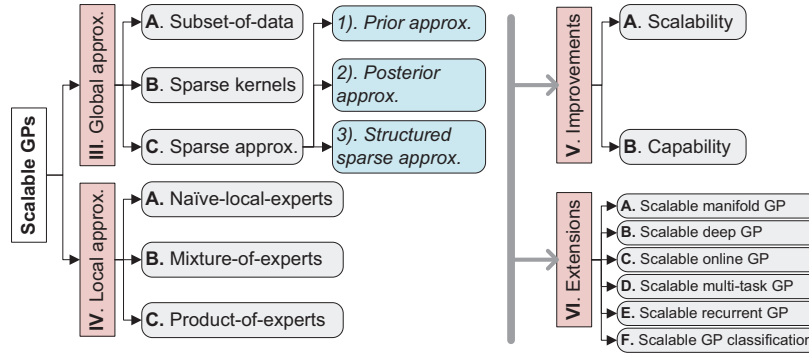 Scalable GPs
III. Global approx.
A. Subset-of-data
B. Sparse kernels
C. Sparse approx.
1). Prior approx.
2). Posterior
approx.
3). Structured
sparse approx.
IV. Local approx.
A. Naïve-local-experts
B. Mixture-of-experts
C. Product-of-experts
V. Improvements
A. Scalability
B. Capability
VI. Extensions
A. Scalable manifold GP
B. Scalable deep GP
C. Scalable online GP
D. Scalable multi-task GP
E. Scalable recurrent GP
F. Scalable GP classification